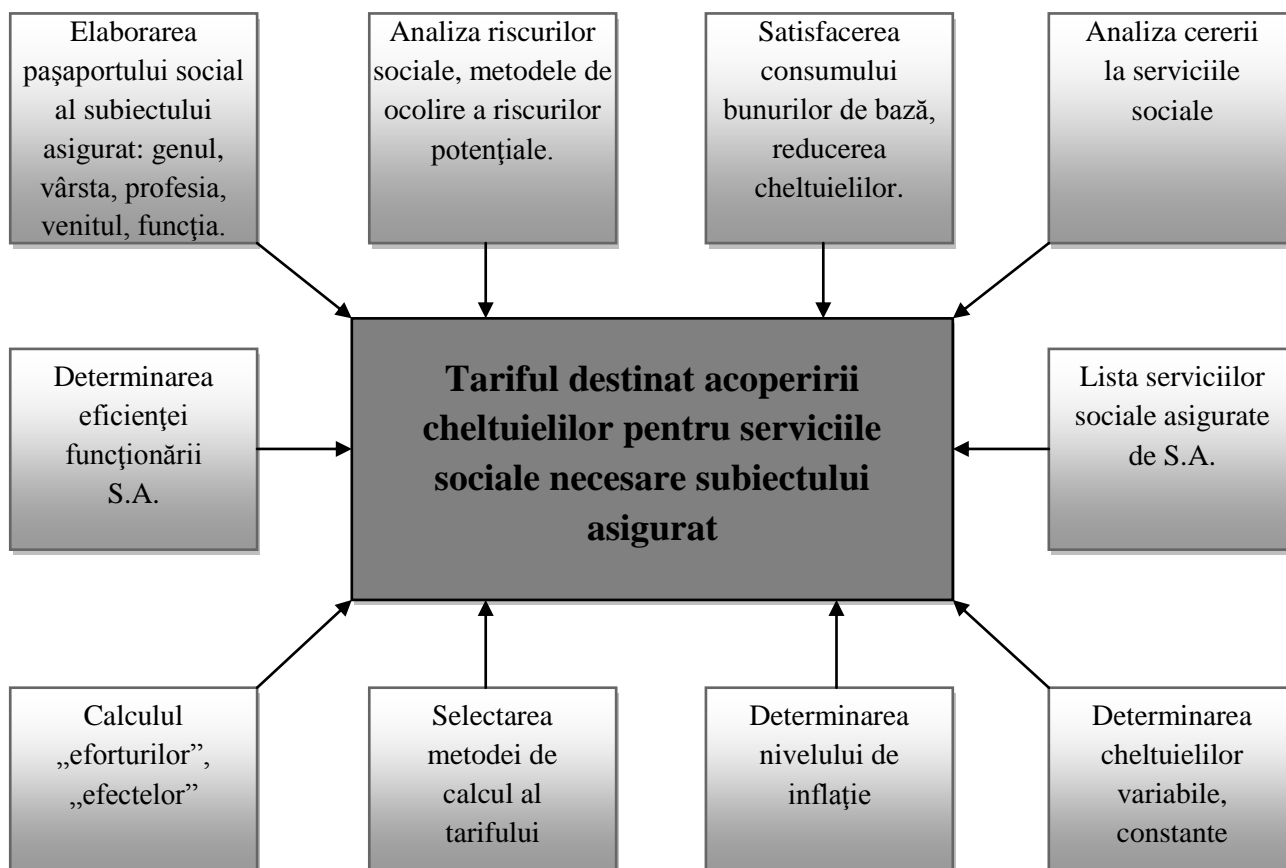 Elaborarea
paşaportului social
al subiectului
asigurat: genul,
vârsta, profesia,
venitul, funcţia.
Analiza riscurilor
sociale, metodele de
ocolire a riscurilor
potenţiale.
Satisfacerea
consumului
bunurilor de bază,
reducerea
cheltuielilor.
Analiza cererii
la serviciile
sociale
Determinarea
eficienţei
funcţionării
S.A.
Tariful destinat acoperirii
cheltuielilor pentru serviciile
sociale necesare subiectului
asigurat
Lista serviciilor
sociale asigurate
de S.A.
Calculul
„eforturilor”,
„efectelor”
Selectarea
metodei de
calcul al
tarifului
Determinarea
nivelului de
inflaţie
Determinarea
cheltuielilor
variabile,
constante